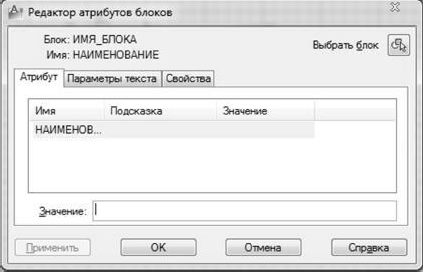 Редактор атрибутов блоков
Блок: ИМЯ_БЛОКА
Выбрать блок
Имя: НАИМЕНОВАНИЕ
Атрибут Параметры текста Свойства
Имя Подсказка Значение
НАИМЕНОВ...
Значение:
Применить ОК Отмена Справка